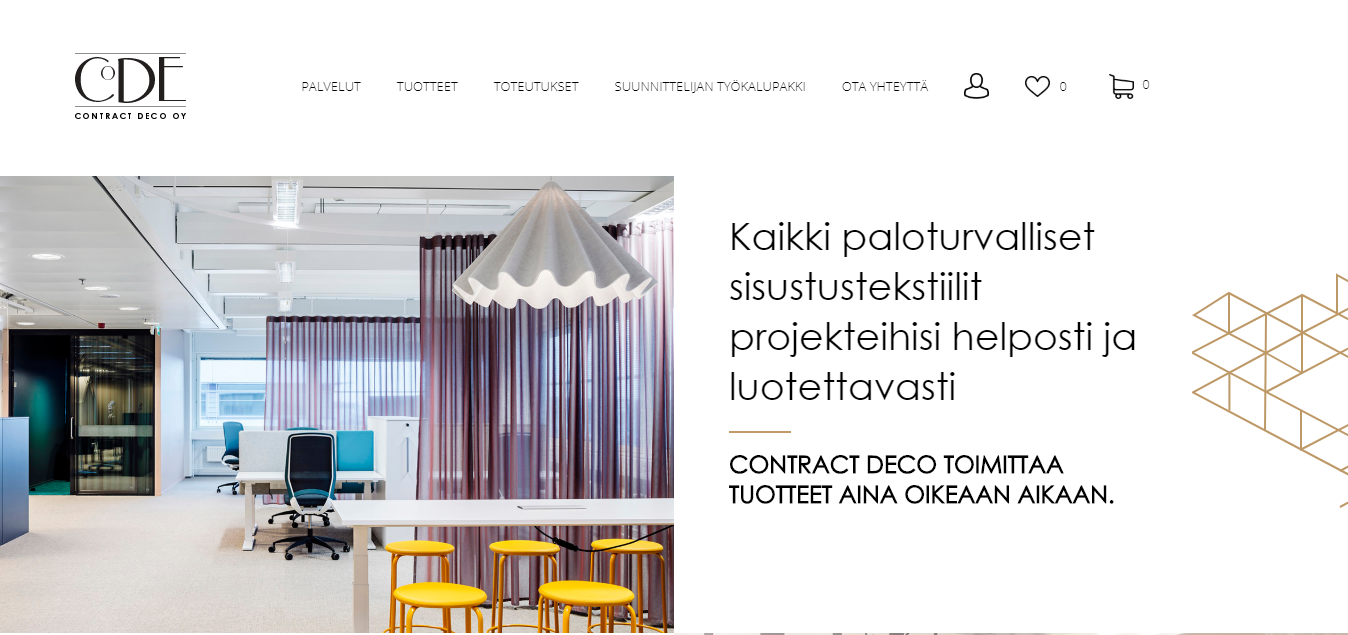 CODE
CONTRACT DECO OY
PALVELUT TUOTTEET TOTEUTUKSET SUUNNITTELIJAN TYÖKALUPAKKI OTA YHTEYTTÄ 0 0
Kaikki paloturvalliset
sisustustekstiilit
projekteihisi helposti ja
luotettavasti
CONTRACT DECO TOIMITTAA
TUOTTEET AINA OIKEAAN AIKAAN.